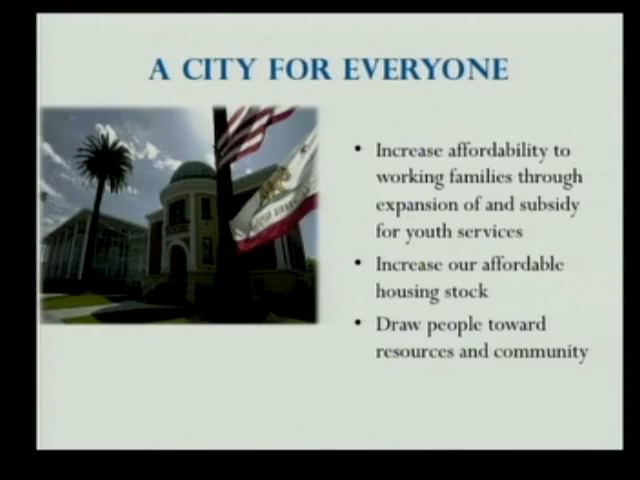 A CITY FOR EVERYONE
• Increase affordability to
working families through
expansion of and subsidy
for youth services
• Increase our affordable
housing stock
• Draw people toward
resources and community